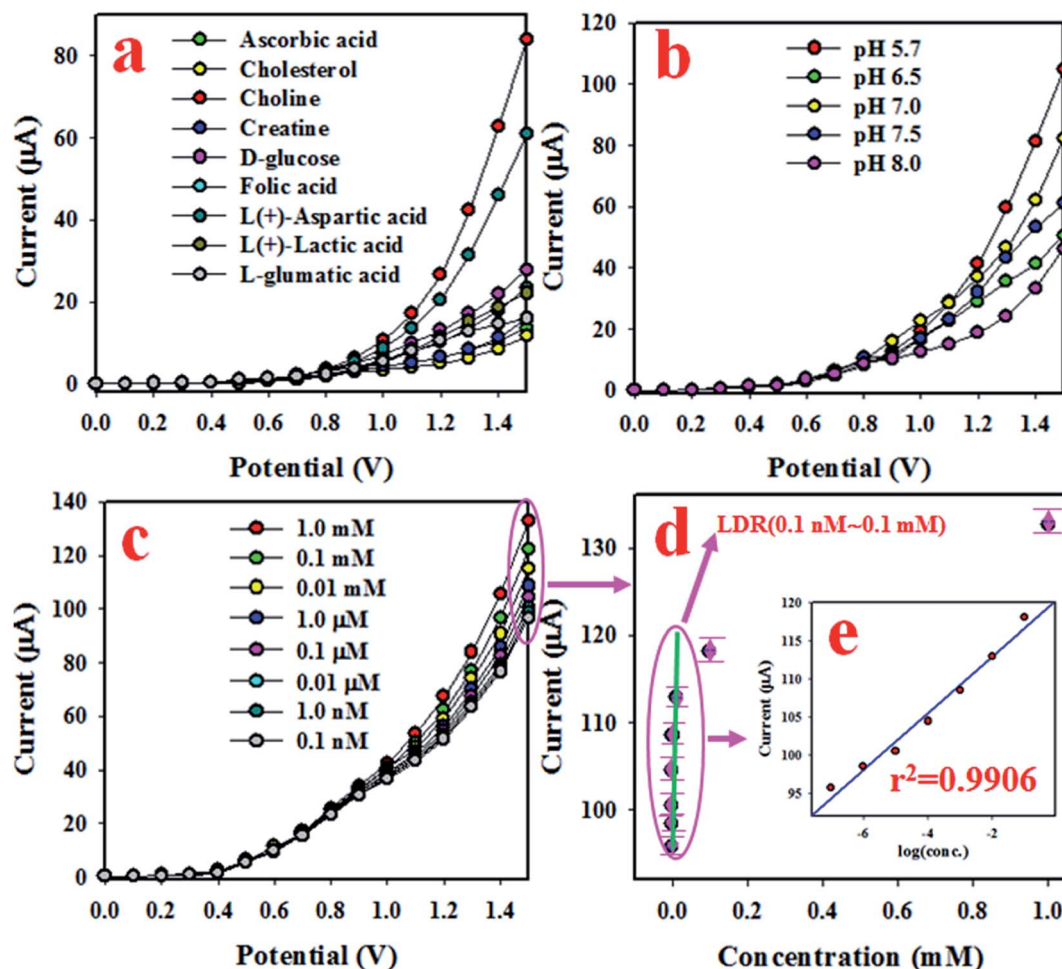 a
Ascorbic acid
Cholesterol
Choline
Creatine
D-glucose
Folic acid
L(+)-Aspartic acid
L(+)-Lactic acid
L-glumatic acid
Current (µA)
80
60
40
20
0
0.0 0.2 0.4 0.6 0.8 1.0 1.2 1.4
Potential (V)
b
pH 5.7
pH 6.5
pH 7.0
pH 7.5
pH 8.0
Current (µA)
120
100
80
60
40
20
0
0.0 0.2 0.4 0.6 0.8 1.0 1.2 1.4
Potential (V)
c
1.0 mM
0.1 mM
0.01 mM
1.0 µM
0.1 µM
0.01 µM
1.0 nM
0.1 nM
Current (µA)
140
120
100
80
60
40
20
0
0.0 0.2 0.4 0.6 0.8 1.0 1.2 1.4
Potential (V)
d
LDR(0.1 nM~0.1 mM)
Current (µA)
130
120
110
100
0.0 0.2 0.4 0.6 0.8 1.0
Concentration (mM)
e
r²=0.9906
Current (µA)
120
115
110
105
100
95
-6 -4 -2
log(conc.)